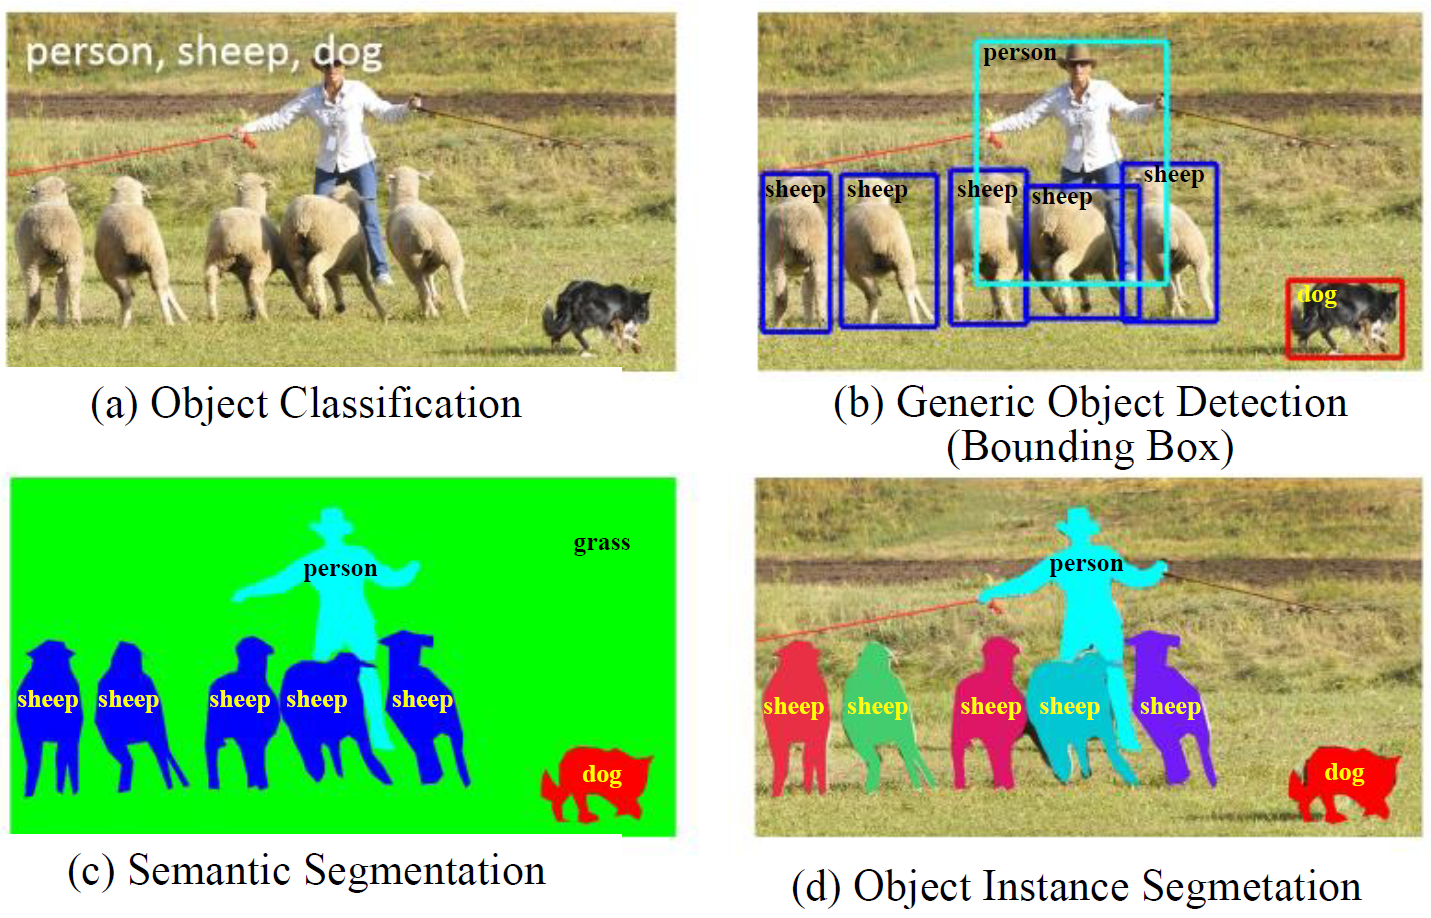 person, sheep, dog
(a) Object Classification
person
sheep
sheep
sheep
sheep
sheep
dog
(b) Generic Object Detection
(Bounding Box)
grass
person
sheep
sheep
sheep
sheep
sheep
dog
(c) Semantic Segmentation
person
sheep
sheep
sheep
sheep
sheep
dog
(d) Object Instance Segmetation